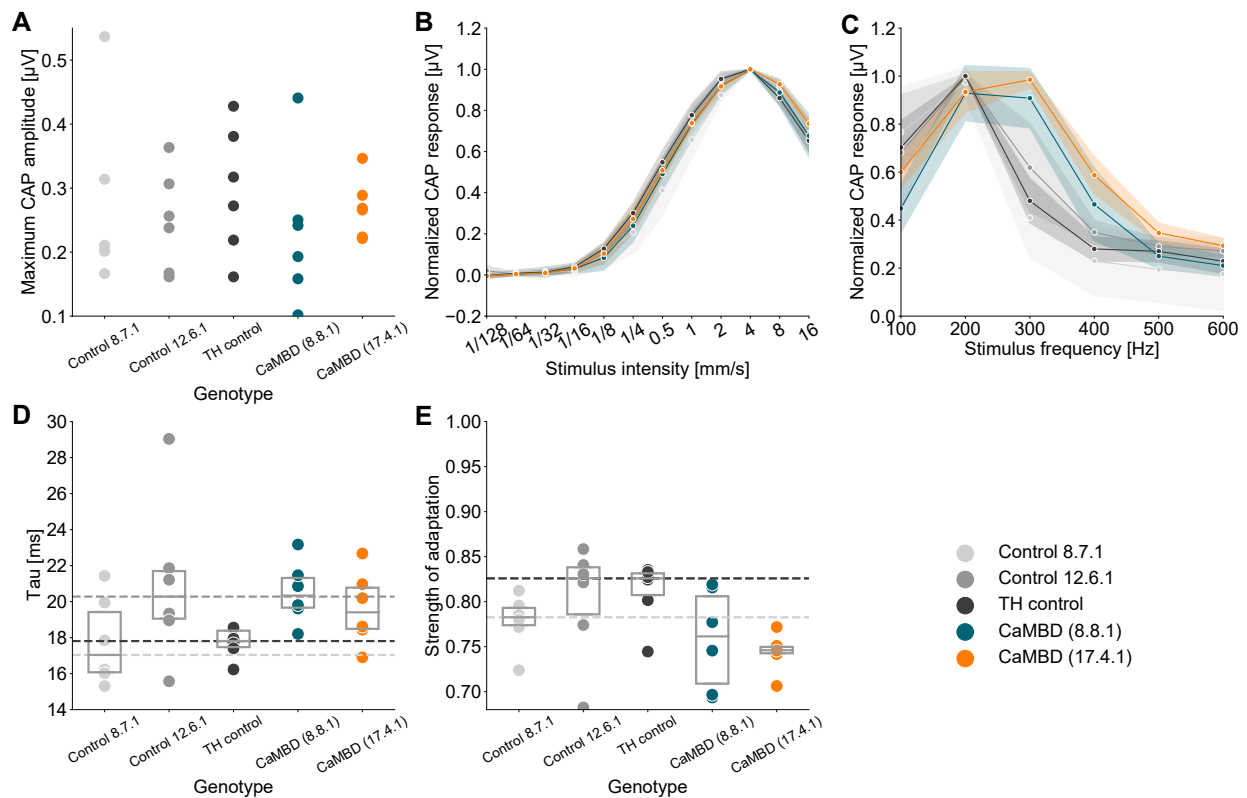 A
Maximum CAP amplitude [µV]
0.5
0.4
0.3
0.2
0.1
Control 8.7.1
Control 12.6.1
TH control
CaMBD (8.8.1)
CaMBD (17.4.1)
Genotype
B
Normalized CAP response [µV]
1.2
1.0
0.8
0.6
0.4
0.2
0.0
−0.2
1/128
1/64
1/32
1/16
1/8
1/4
0.5
1
2
4
8
16
Stimulus intensity [mm/s]
C
Normalized CAP response [µV]
1.2
1.0
0.8
0.6
0.4
0.2
0.0
100
200
300
400
500
600
Stimulus frequency [Hz]
D
Tau [ms]
30
28
26
24
22
20
18
16
14
Control 8.7.1
Control 12.6.1
TH control
CaMBD (8.8.1)
CaMBD (17.4.1)
Genotype
E
Strength of adaptation
1.00
0.95
0.90
0.85
0.80
0.75
0.70
Control 8.7.1
Control 12.6.1
TH control
CaMBD (8.8.1)
CaMBD (17.4.1)
Genotype
Control 8.7.1
Control 12.6.1
TH control
CaMBD (8.8.1)
CaMBD (17.4.1)